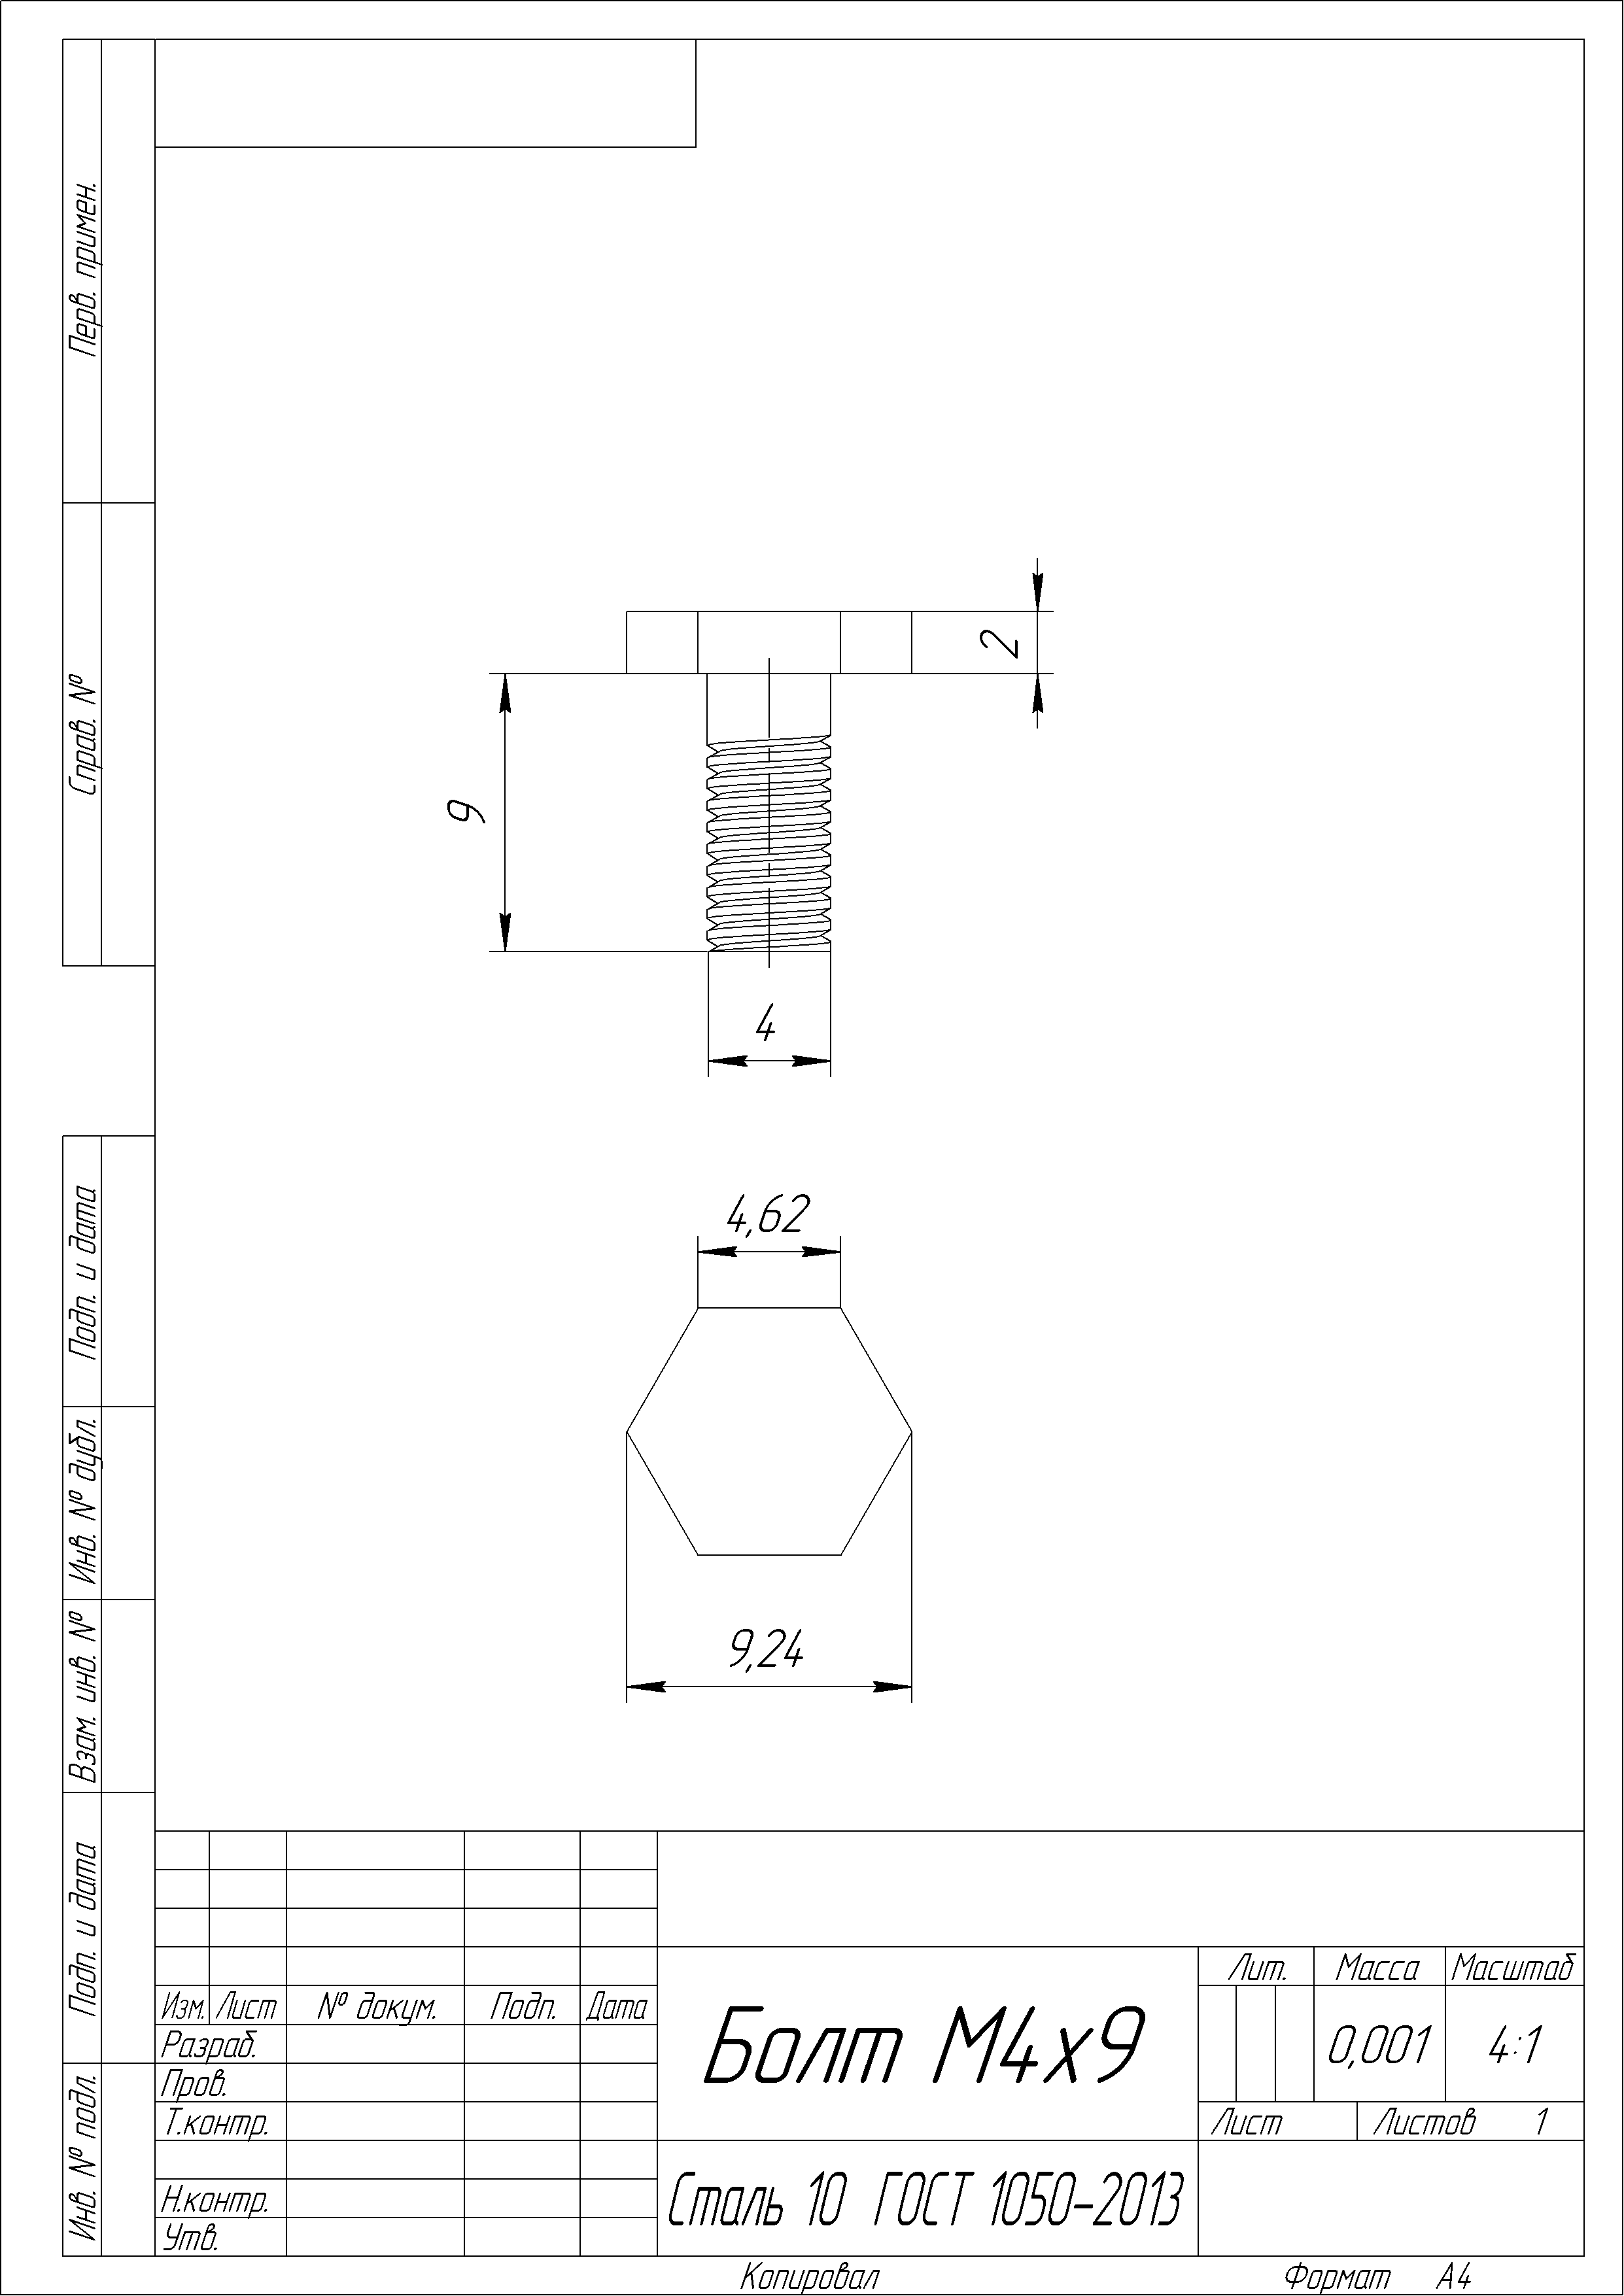 Перв. примен.
Справ. №
Подп. и дата
Инв. № дубл.
Взам. инв. №
Подп. и дата
Инв. № подл.
2
9
4
4,62
9,24
Изм. Лист № докум. Подп. Дата
Разраб.
Пров.
Т.контр.
Н.контр.
Утв.
Болт М4х9
Сталь 10 ГОСТ 1050-2013
Лит. Масса Масштаб
0,001 4:1
Лист Листов 1
Копировал Формат А4